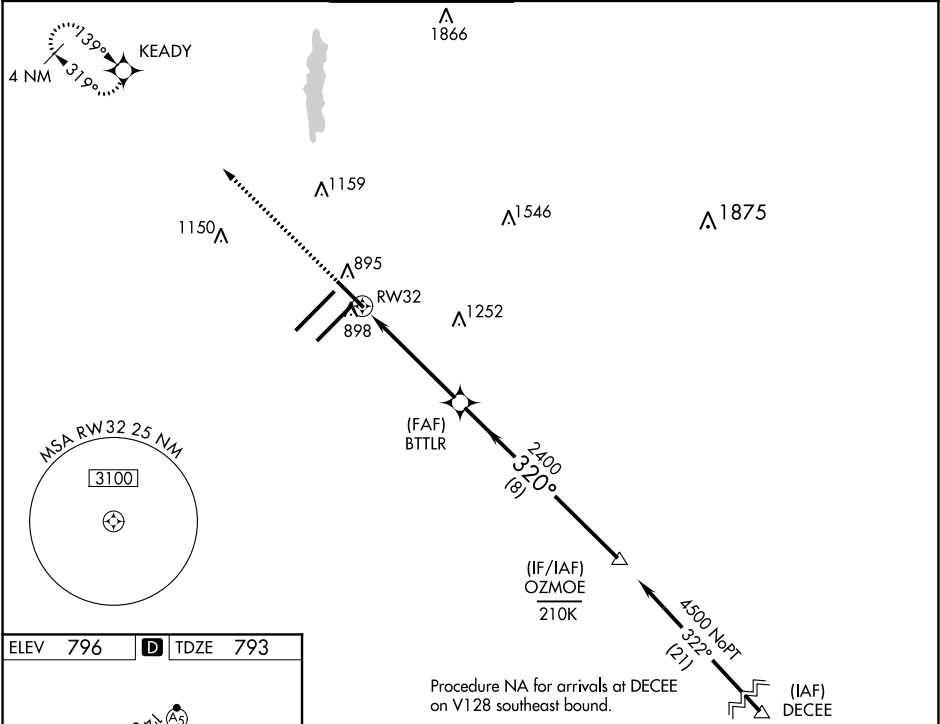 1866
139°
KEADY
4 NM
319°
1159
1546
1875
1150
895
RW32
898
1252
(FAF)
BTTLR
MSA RW32 25 NM
3100
2400
320°
(8)
(IF/IAF)
OZMOE
210K
4500 NoPT
322°
(21)
ELEV 796 D TDZE 793
Procedure NA for arrivals at DECEE
on V128 southeast bound.
(IAF)
DECEE
A5